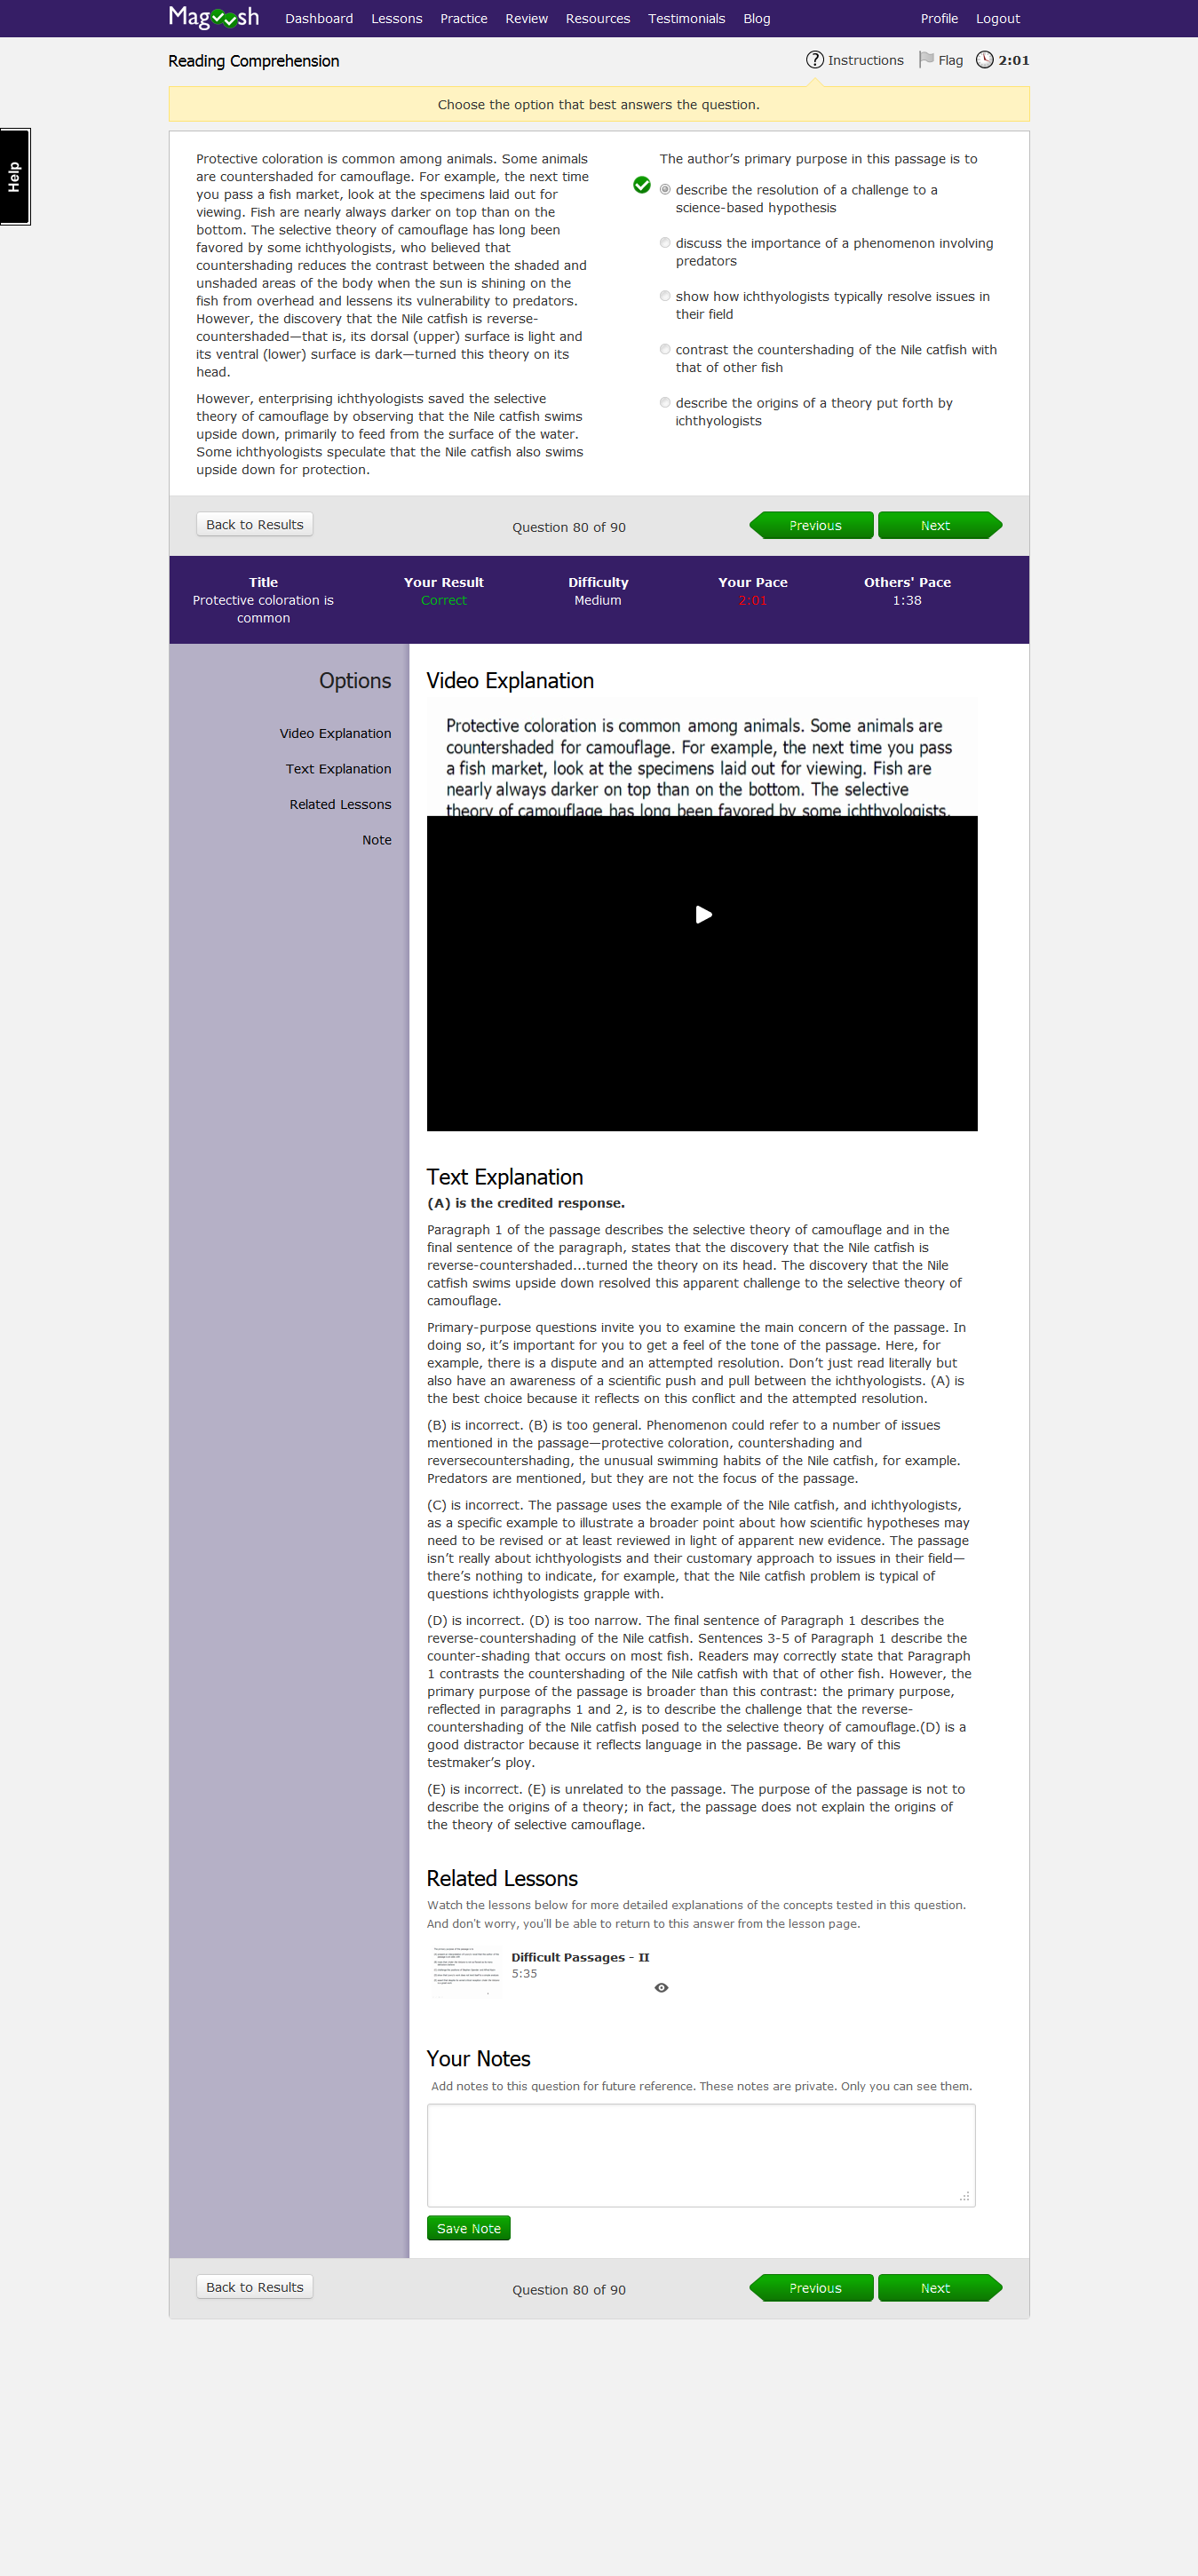 Magoosh Dashboard Lessons Practice Review Resources Testimonials Blog Profile Logout
Reading Comprehension
? Instructions Flag 2:01
Choose the option that best answers the question.
Help
Protective coloration is common among animals. Some animals
are countershaded for camouflage. For example, the next time
you pass a fish market, look at the specimens laid out for
viewing. Fish are nearly always darker on top than on the
bottom. The selective theory of camouflage has long been
favored by some ichthyologists, who believed that
countershading reduces the contrast between the shaded and
unshaded areas of the body when the sun is shining on the
fish from overhead and lessens its vulnerability to predators.
However, the discovery that the Nile catfish is reverse-
countershaded—that is, its dorsal (upper) surface is light and
its ventral (lower) surface is dark—turned this theory on its
head.
However, enterprising ichthyologists saved the selective
theory of camouflage by observing that the Nile catfish swims
upside down, primarily to feed from the surface of the water.
Some ichthyologists speculate that the Nile catfish also swims
upside down for protection.
The author’s primary purpose in this passage is to
describe the resolution of a challenge to a
science-based hypothesis
discuss the importance of a phenomenon involving
predators
show how ichthyologists typically resolve issues in
their field
contrast the countershading of the Nile catfish with
that of other fish
describe the origins of a theory put forth by
ichthyologists
Back to Results
Question 80 of 90
Previous
Next
Title
Protective coloration is
common
Your Result
Correct
Difficulty
Medium
Your Pace
2:01
Others' Pace
1:38
Options
Video Explanation
Text Explanation
Related Lessons
Note
Video Explanation
Protective coloration is common among animals. Some animals are
countershaded for camouflage. For example, the next time you pass
a fish market, look at the specimens laid out for viewing. Fish are
nearly always darker on top than on the bottom. The selective
theory of camouflage has long been favored by some ichthyologists,
Text Explanation
(A) is the credited response.
Paragraph 1 of the passage describes the selective theory of camouflage and in the
final sentence of the paragraph, states that the discovery that the Nile catfish is
reverse-countershaded...turned the theory on its head. The discovery that the Nile
catfish swims upside down resolved this apparent challenge to the selective theory of
camouflage.
Primary-purpose questions invite you to examine the main concern of the passage. In
doing so, it’s important for you to get a feel of the tone of the passage. Here, for
example, there is a dispute and an attempted resolution. Don’t just read literally but
also have an awareness of a scientific push and pull between the ichthyologists. (A) is
the best choice because it reflects on this conflict and the attempted resolution.
(B) is incorrect. (B) is too general. Phenomenon could refer to a number of issues
mentioned in the passage—protective coloration, countershading and
reversecountershading, the unusual swimming habits of the Nile catfish, for example.
Predators are mentioned, but they are not the focus of the passage.
(C) is incorrect. The passage uses the example of the Nile catfish, and ichthyologists,
as a specific example to illustrate a broader point about how scientific hypotheses may
need to be revised or at least reviewed in light of apparent new evidence. The passage
isn’t really about ichthyologists and their customary approach to issues in their field—
there’s nothing to indicate, for example, that the Nile catfish problem is typical of
questions ichthyologists grapple with.
(D) is incorrect. (D) is too narrow. The final sentence of Paragraph 1 describes the
reverse-countershading of the Nile catfish. Sentences 3-5 of Paragraph 1 describe the
counter-shading that occurs on most fish. Readers may correctly state that Paragraph
1 contrasts the countershading of the Nile catfish with that of other fish. However, the
primary purpose of the passage is broader than this contrast: the primary purpose,
reflected in paragraphs 1 and 2, is to describe the challenge that the reverse-
countershading of the Nile catfish posed to the selective theory of camouflage.(D) is a
good distractor because it reflects language in the passage. Be wary of this
testmaker’s ploy.
(E) is incorrect. (E) is unrelated to the passage. The purpose of the passage is not to
describe the origins of a theory; in fact, the passage does not explain the origins of
the theory of selective camouflage.
Related Lessons
Watch the lessons below for more detailed explanations of the concepts tested in this question.
And don't worry, you'll be able to return to this answer from the lesson page.
Difficult Passages - II
5:35
Your Notes
Add notes to this question for future reference. These notes are private. Only you can see them.
Save Note
Back to Results
Question 80 of 90
Previous
Next